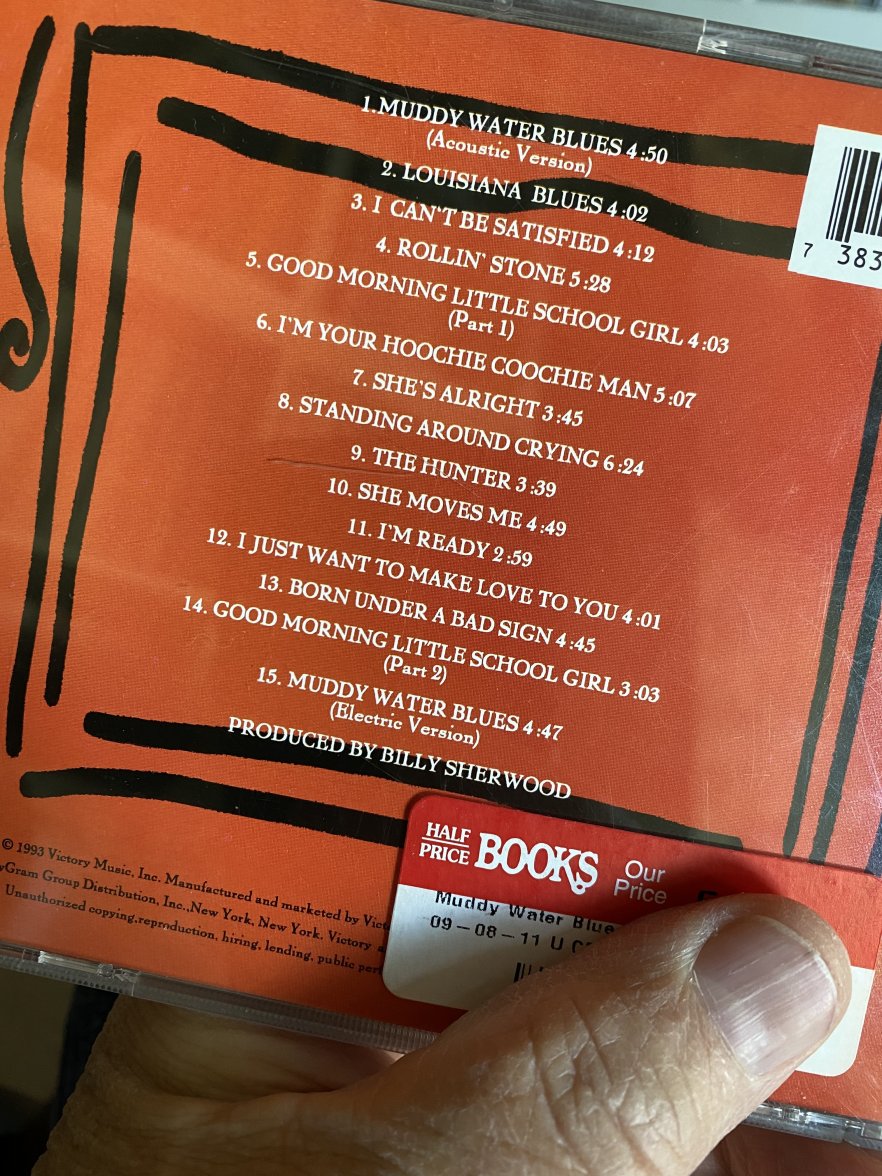 1.MUDDY WATER BLUES 4:50
(Acoustic Version)
2. LOUISIANA BLUES 4:02
3. I CAN'T BE SATISFIED 4:12
4. ROLLIN' STONE 5:28
5. GOOD MORNING LITTLE SCHOOL GIRL 4:03
(Part 1)
6. I'M YOUR HOOCHIE COOCHIE MAN 5:07
7. SHE'S ALRIGHT 3:45
8. STANDING AROUND CRYING 6:24
9. THE HUNTER 3:39
10. SHE MOVES ME 4:49
11. I'M READY 2:59
12. I JUST WANT TO MAKE LOVE TO YOU 4:01
13. BORN UNDER A BAD SIGN 4:45
14. GOOD MORNING LITTLE SCHOOL GIRL 3:03
(Part 2)
15. MUDDY WATER BLUES 4:47
(Electric Version)
PRODUCED BY BILLY SHERWOOD
7 383
© 1993 Victory Music, Inc. Manufactured and marketed by Vict
yGram Group Distribution, Inc.,New York, New York. Victory
Unauthorized copying,reproduction, hiring, lending, public per
HALF PRICE BOOKS Our Price
Muddy Water Blue
09-08-11 U